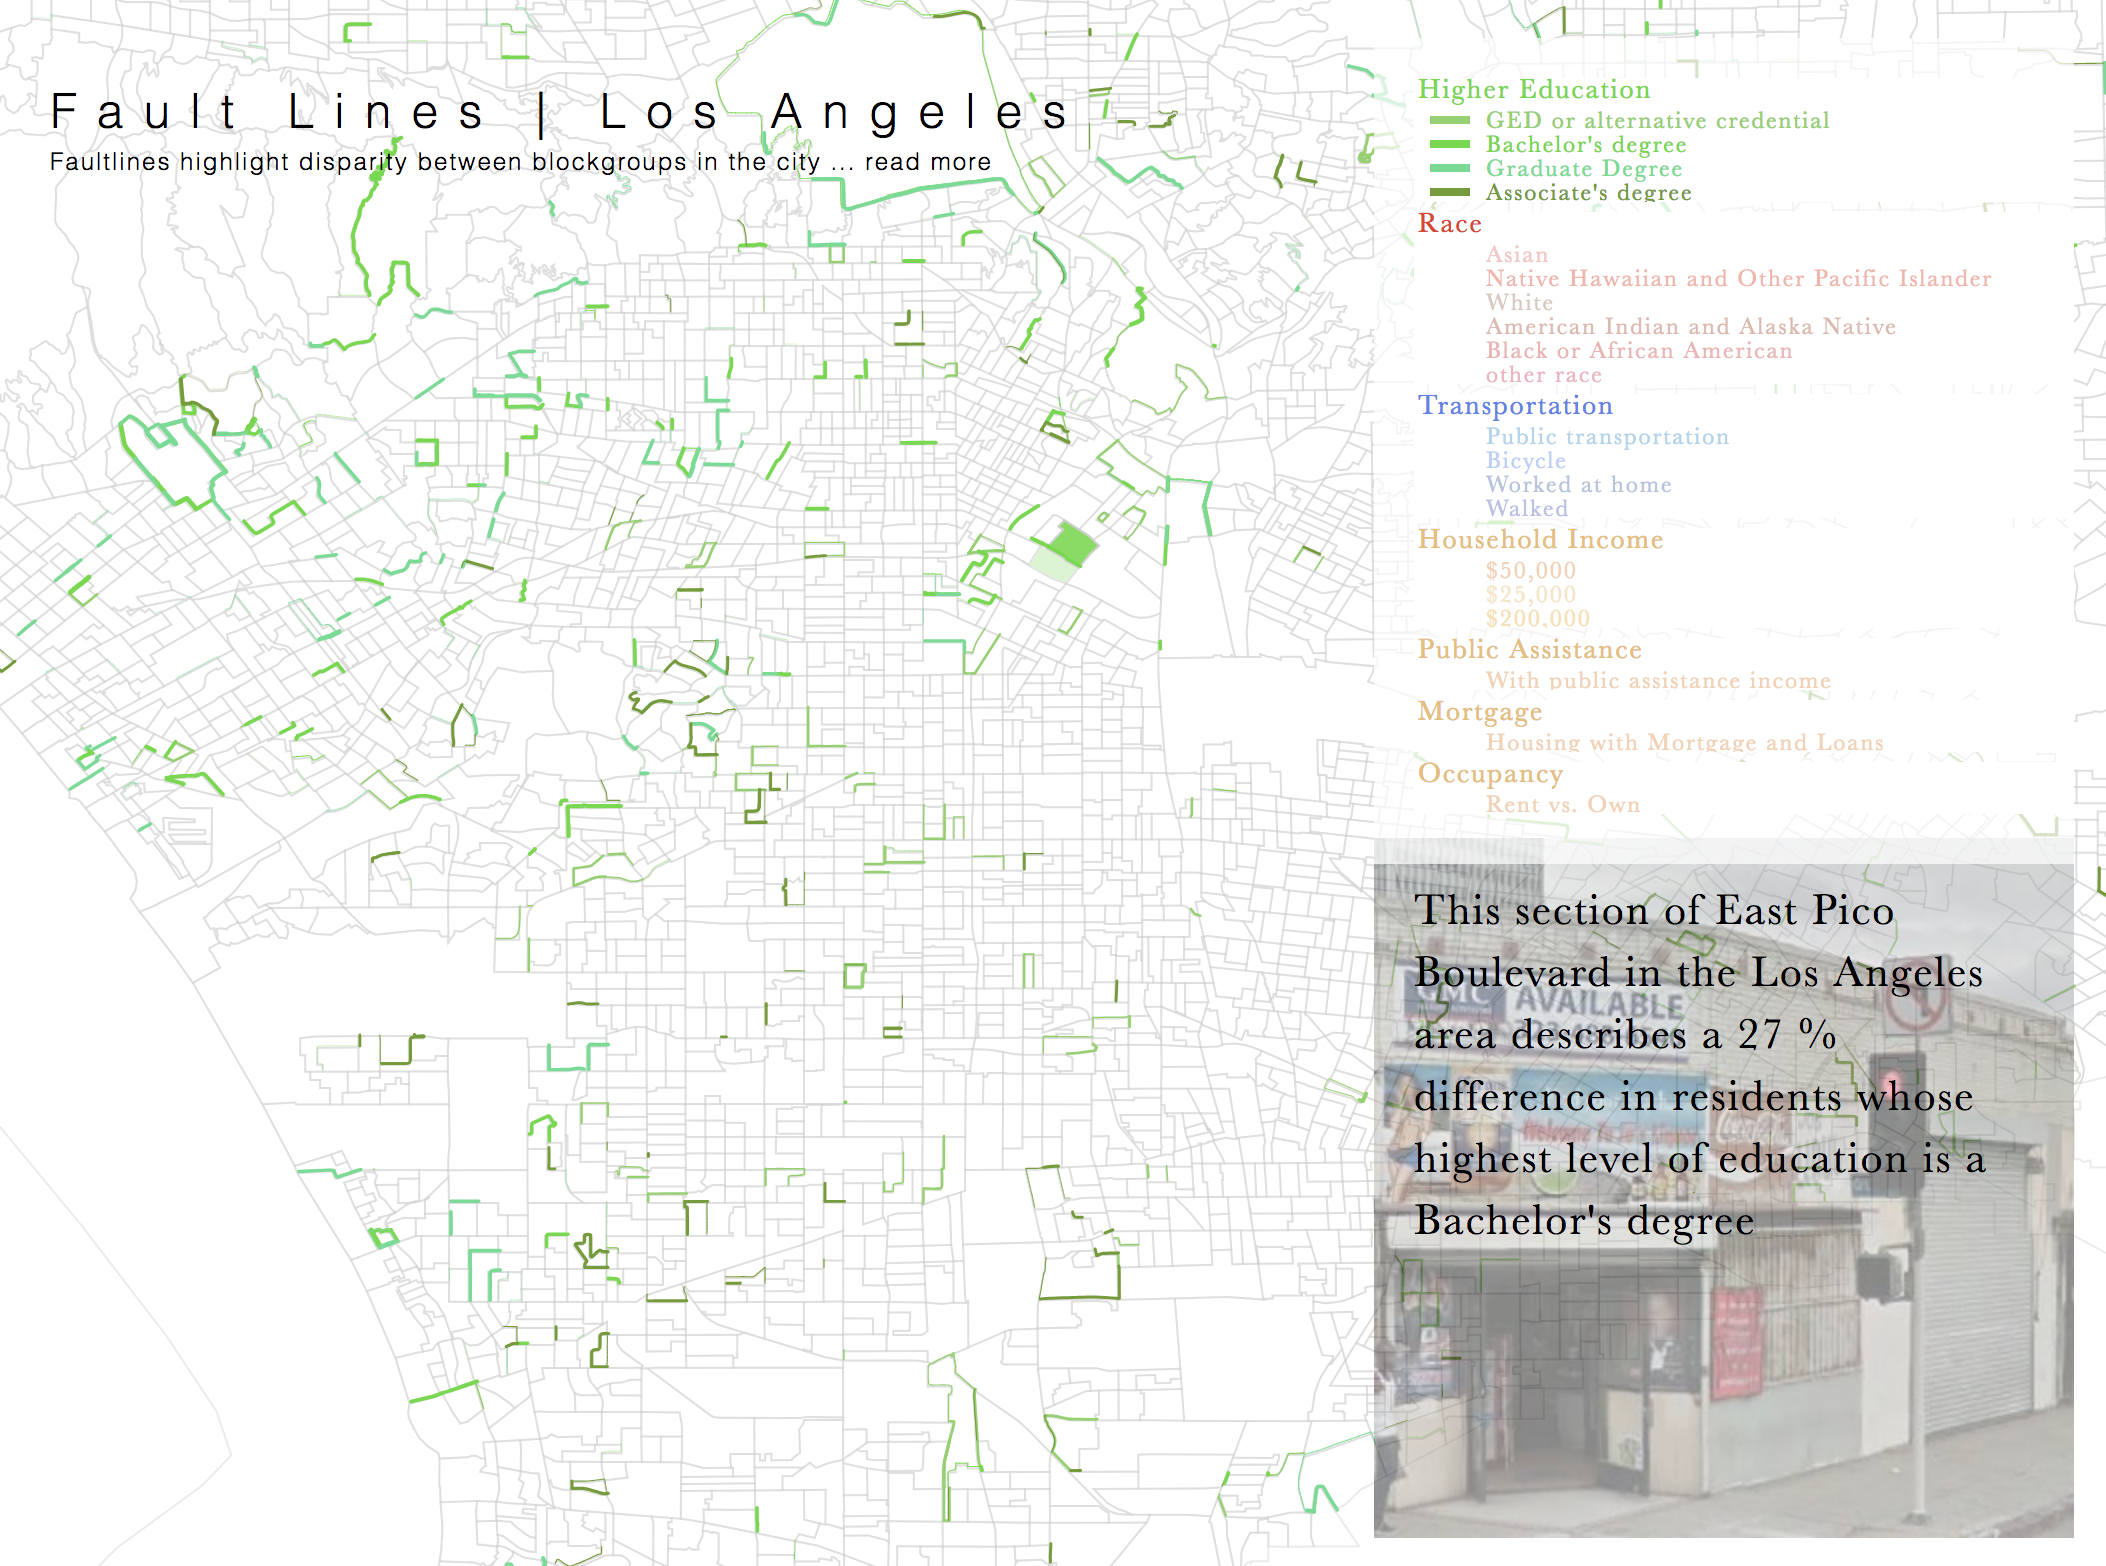 Fault Lines | Los Angeles
Faultlines highlight disparity between blockgroups in the city ... read more
Higher Education
GED or alternative credential
Bachelor's degree
Graduate Degree
Associate's degree
Race
Asian
Native Hawaiian and Other Pacific Islander
White
American Indian and Alaska Native
Black or African American
other race
Transportation
Public transportation
Bicycle
Worked at home
Walked
Household Income
$50,000
$25,000
$200,000
Public Assistance
With public assistance income
Mortgage
Housing with Mortgage and Loans
Occupancy
Rent vs. Own
This section of East Pico
Boulevard in the Los Angeles
area describes a 27 %
difference in residents whose
highest level of education is a
Bachelor's degree
AVAILABLE